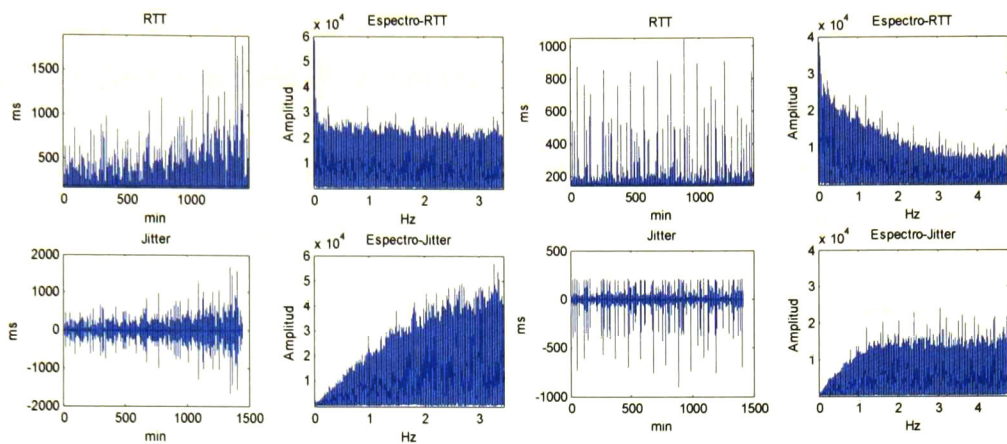 RTT
1500
1000
500
ms
0 500 1000
min
Espectro-RTT
x 10^4
6
5
4
3
2
1
Amplitud
0 1 2 3
Hz
RTT
1000
800
600
400
200
ms
0 500 1000
min
Espectro-RTT
x 10^4
4
3
2
1
Amplitud
0 1 2 3 4
Hz
Jitter
2000
1000
0
-1000
-2000
ms
0 500 1000 1500
min
Espectro-Jitter
x 10^4
6
5
4
3
2
1
Amplitud
0 1 2 3
Hz
Jitter
500
0
-500
-1000
ms
0 500 1000 1500
min
Espectro-Jitter
x 10^4
4
3
2
1
Amplitud
0 1 2 3 4
Hz